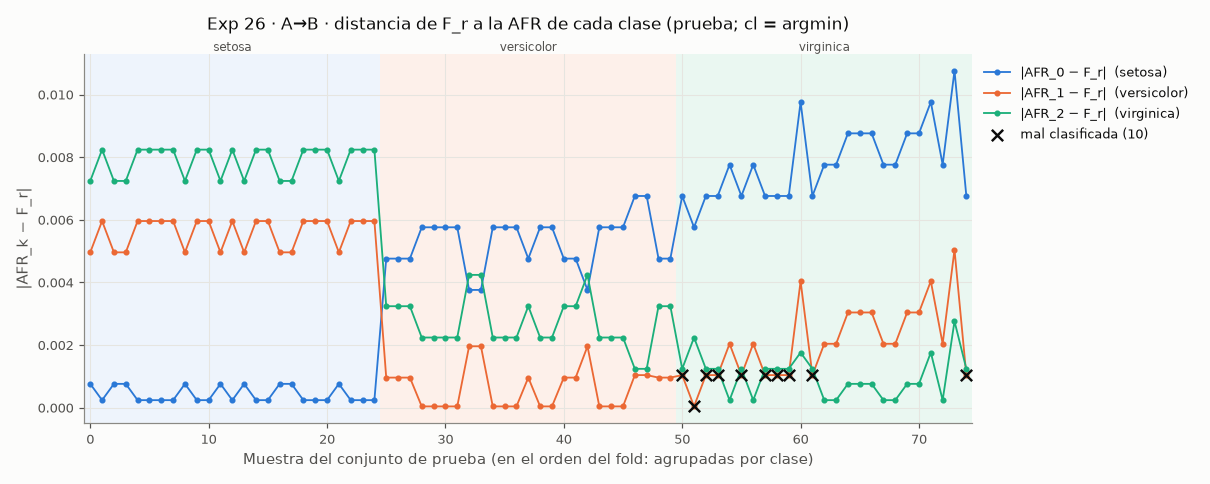 Exp 26 · A→B · distancia de F_r a la AFR de cada clase (prueba; cl = argmin)
setosa
versicolor
virginica
|AFR_0 − F_r| (setosa)
|AFR_1 − F_r| (versicolor)
|AFR_2 − F_r| (virginica)
mal clasificada (10)
|AFR_k − F_r|
0.010
0.008
0.006
0.004
0.002
0.000
0 10 20 30 40 50 60 70
Muestra del conjunto de prueba (en el orden del fold: agrupadas por clase)